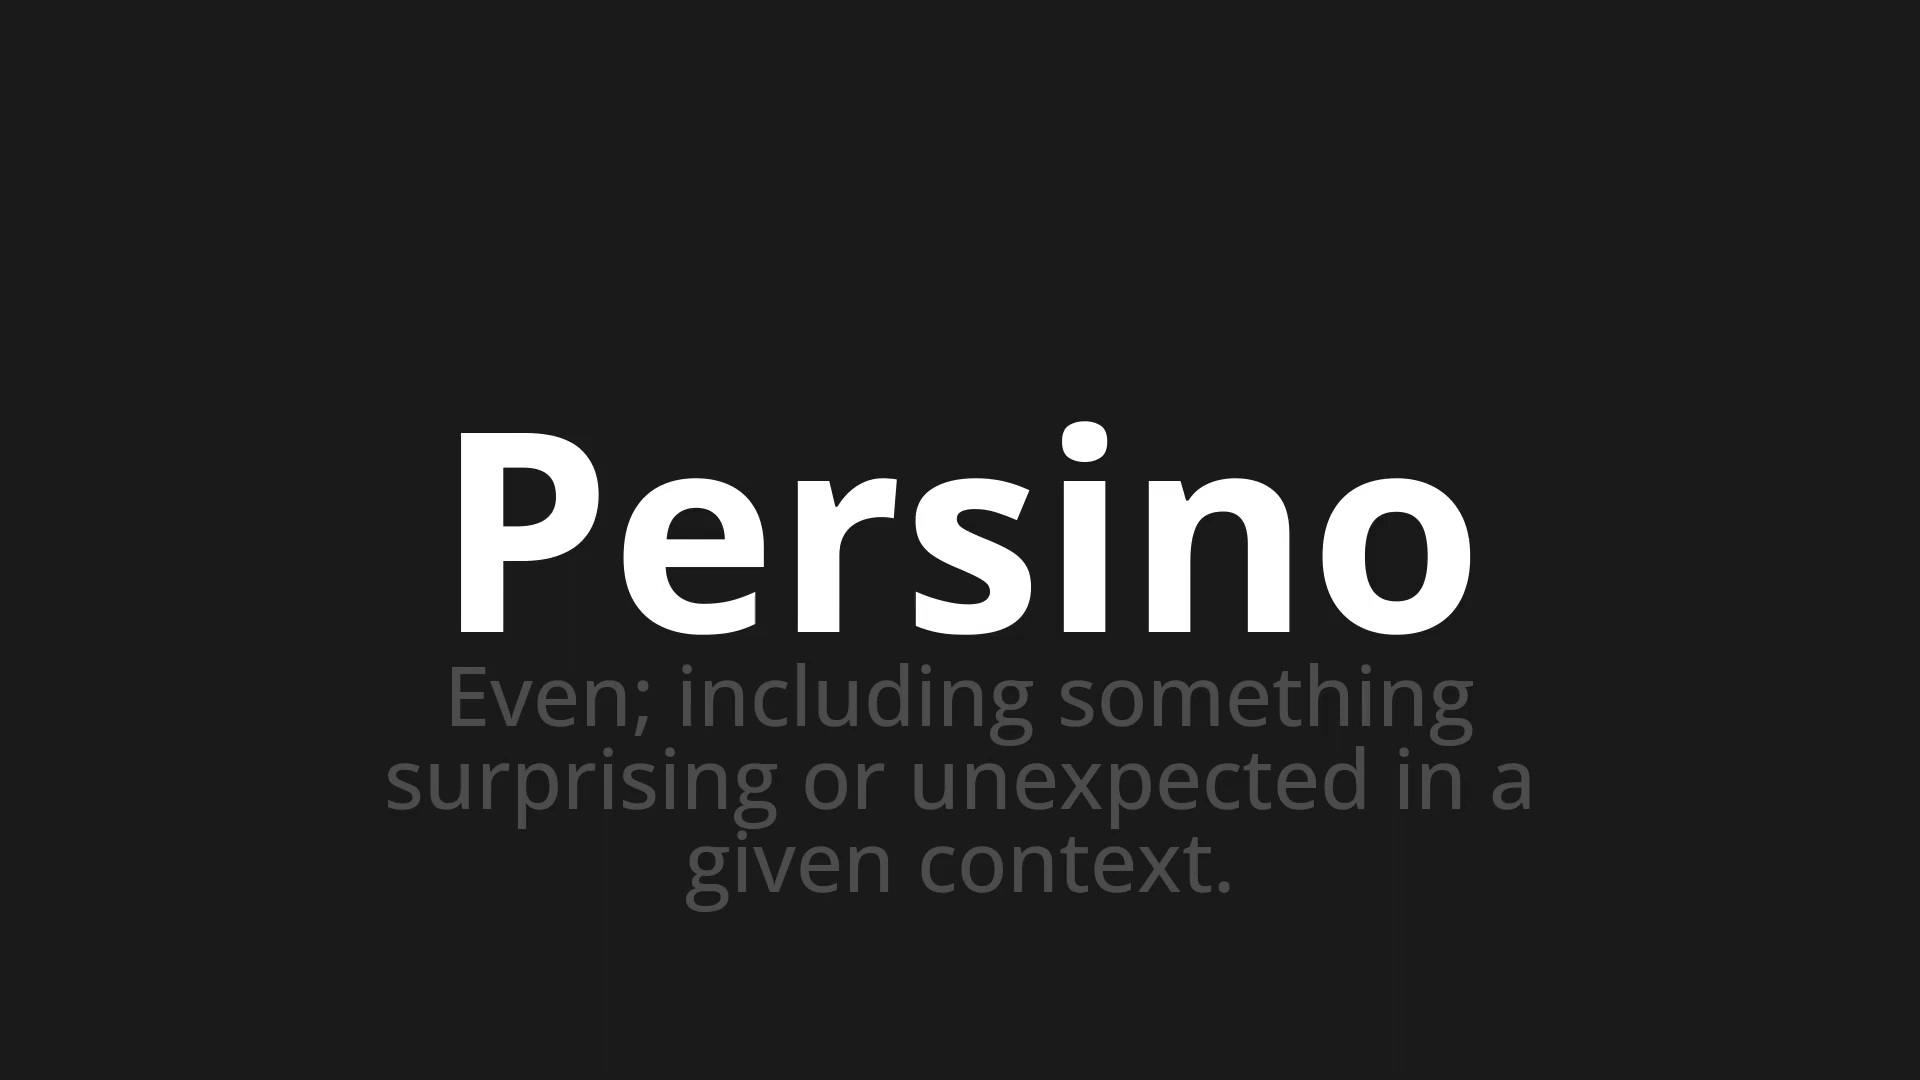 Persino
Even; including something
surprising or unexpected in a
given context.